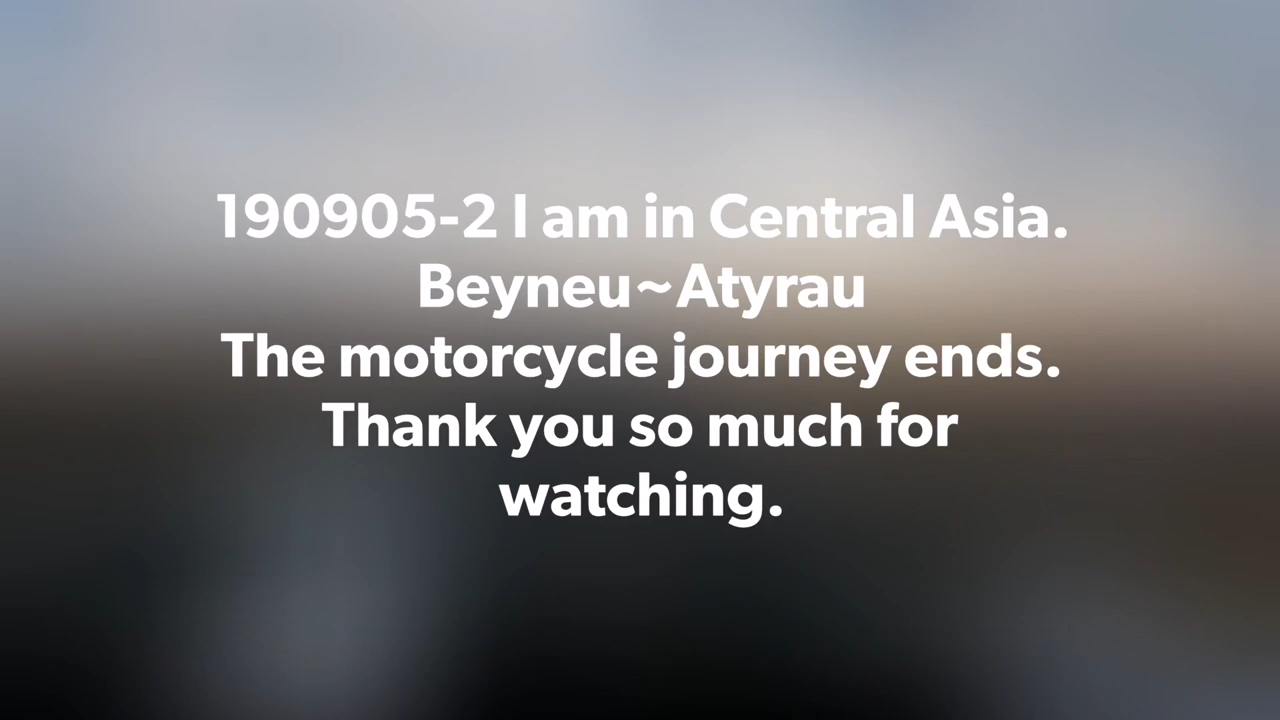 190905-2 I am in Central Asia.
Beyneu~Atyrau
The motorcycle journey ends.
Thank you so much for
watching.